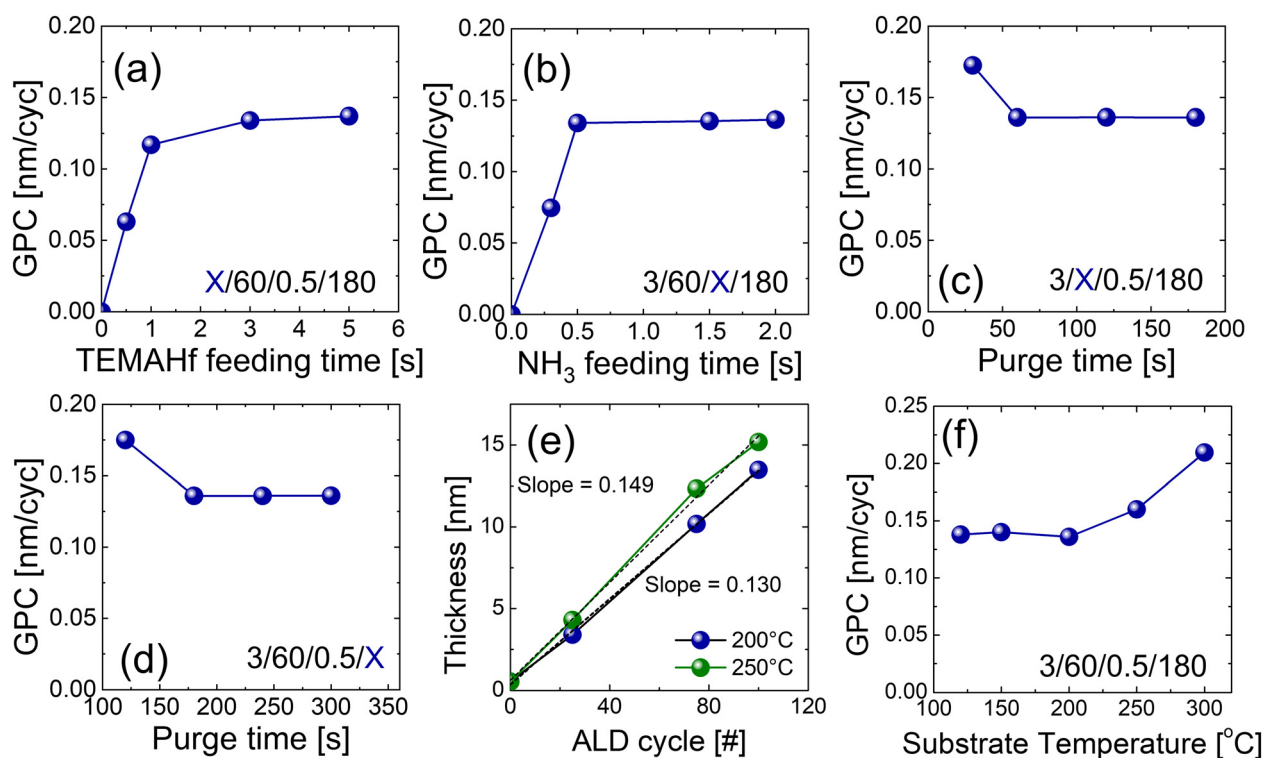 (a)
GPC [nm/cyc]
0.20
0.15
0.10
0.05
0.00
X/60/0.5/180
0 1 2 3 4 5 6
TEMAHf feeding time [s]
(b)
GPC [nm/cyc]
0.20
0.15
0.10
0.05
0.00
3/60/X/180
0.0 0.5 1.0 1.5 2.0
NH3 feeding time [s]
(c)
GPC [nm/cyc]
0.20
0.15
0.10
0.05
0.00
3/X/0.5/180
0 50 100 150 200
Purge time [s]
(d)
GPC [nm/cyc]
0.20
0.15
0.10
0.05
0.00
3/60/0.5/X
100 150 200 250 300 350
Purge time [s]
(e)
Thickness [nm]
15
10
5
0
Slope = 0.149
Slope = 0.130
200°C
250°C
0 40 80 120
ALD cycle [#]
(f)
GPC [nm/cyc]
0.25
0.20
0.15
0.10
0.05
0.00
3/60/0.5/180
100 150 200 250 300
Substrate Temperature [°C]